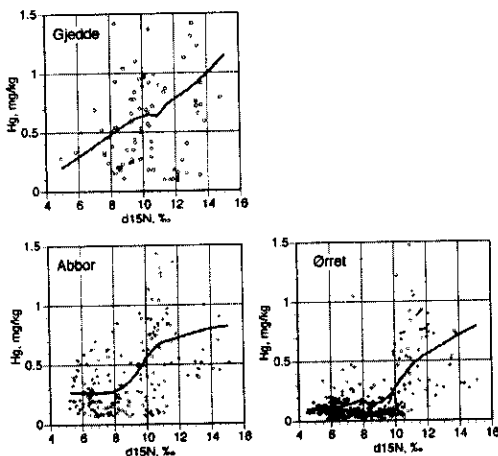 Gjedde
1.5
1
0.5
0
Hg, mg/kg
4 6 8 10 12 14 16
d15N, ‰
Abbor
1.5
1
0.5
0
Hg, mg/kg
4 6 8 10 12 14 16
d15N, ‰
Ørret
1.5
1
0.5
0
Hg, mg/kg
4 6 8 10 12 14 16
d15N, ‰